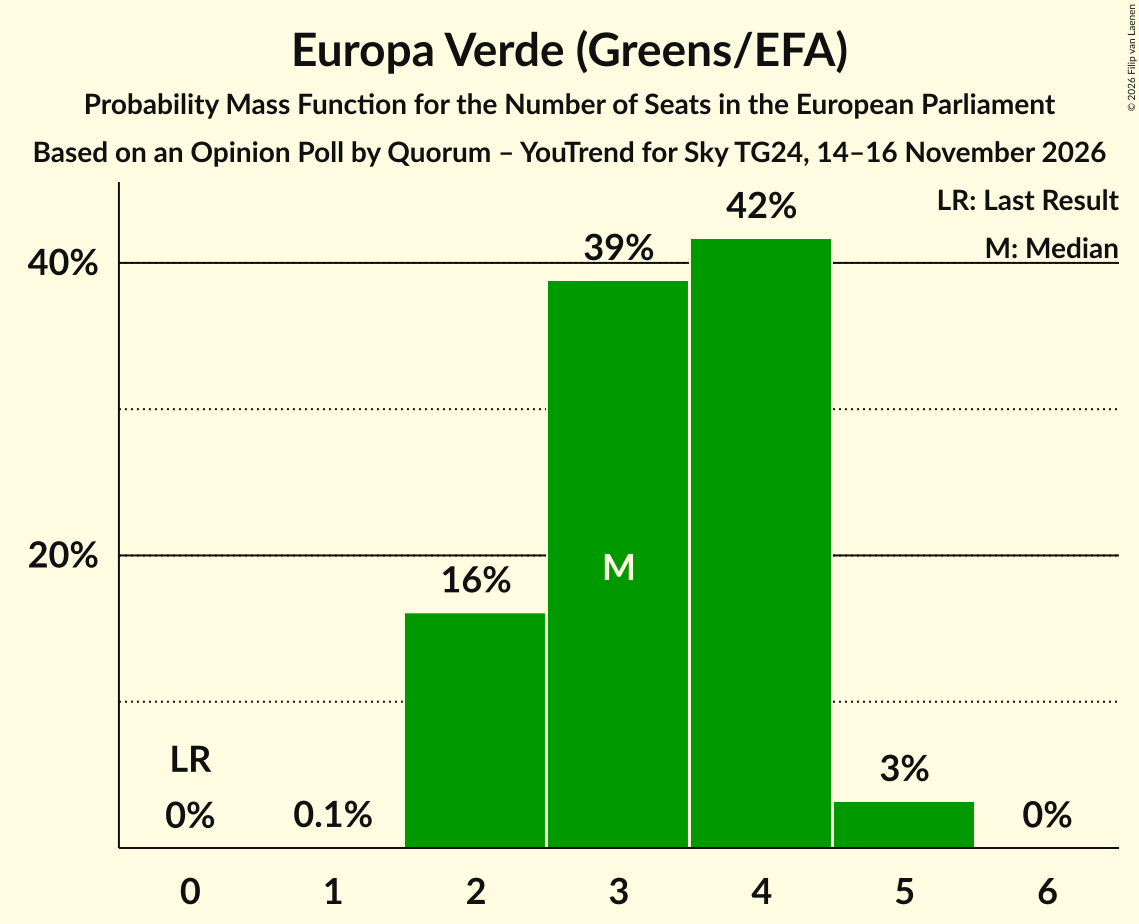 Europa Verde (Greens/EFA)
Probability Mass Function for the Number of Seats in the European Parliament
Based on an Opinion Poll by Quorum – YouTrend for Sky TG24, 14–16 November 2026
© 2026 Filip van Laenen
LR: Last Result
M: Median
42%
39%
40%
20%
16%
M
LR
0%
0.1%
3%
0%
0 1 2 3 4 5 6